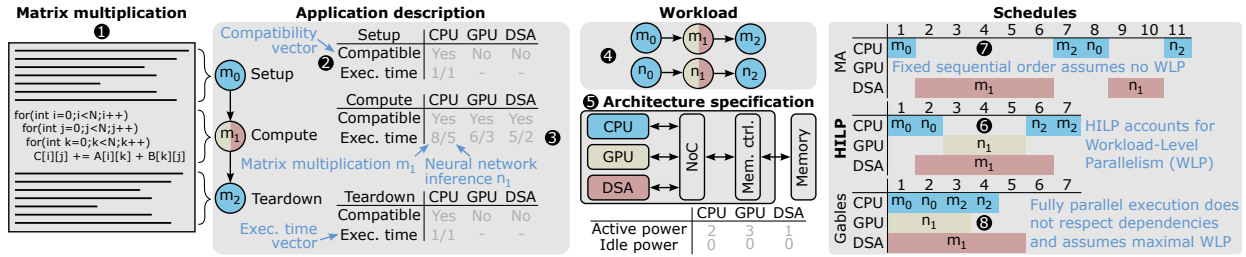 Matrix multiplication
❶
m0 Setup
for(int i=0;i<N;i++)
for(int j=0;j<N;j++)
for(int k=0;k<N;k++)
C[i][j] += A[i][k] + B[k][j]
m1 Compute
m2 Teardown
Application description
Compatibility vector
❷
Setup CPU GPU DSA
Compatible Yes No No
Exec. time 1/1 - -
Compute CPU GPU DSA
Compatible Yes Yes Yes
Exec. time 8/5 6/3 5/2 ❸
Matrix multiplication m1
Neural network
inference n1
Teardown CPU GPU DSA
Compatible Yes No No
Exec. time 1/1 - -
Exec. time
vector
Workload
❹
m0 m1 m2
n0 n1 n2
❺ Architecture specification
CPU
GPU
DSA
NoC
Mem. ctrl.
Memory
CPU GPU DSA
Active power 2 3 1
Idle power 0 0 0
Schedules
MA
1 2 3 4 5 6 7 8 9 10 11
CPU m0 ❼ m2 n0 n2
GPU Fixed sequential order assumes no WLP
DSA m1 n1
HILP
1 2 3 4 5 6 7
CPU m0 n0 ❻ n2 m2
GPU n1
DSA m1
HILP accounts for
Workload-Level
Parallelism (WLP)
Gables
1 2 3 4 5 6 7
CPU m0 n0 m2 n2
GPU n1 ❽
DSA m1
Fully parallel execution does
not respect dependencies
and assumes maximal WLP